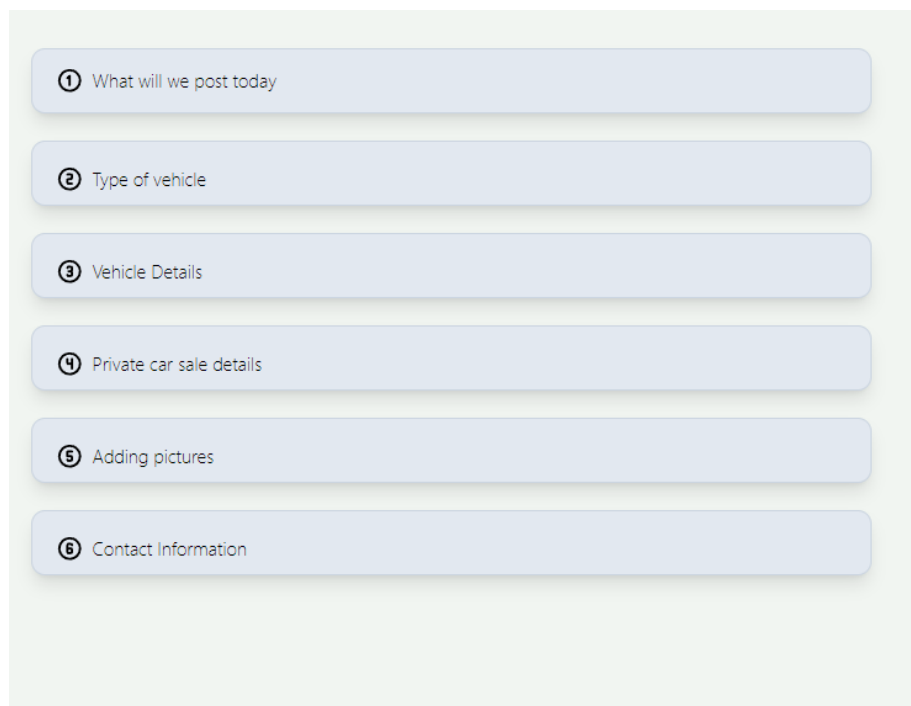 1 What will we post today
2 Type of vehicle
3 Vehicle Details
4 Private car sale details
5 Adding pictures
6 Contact Information